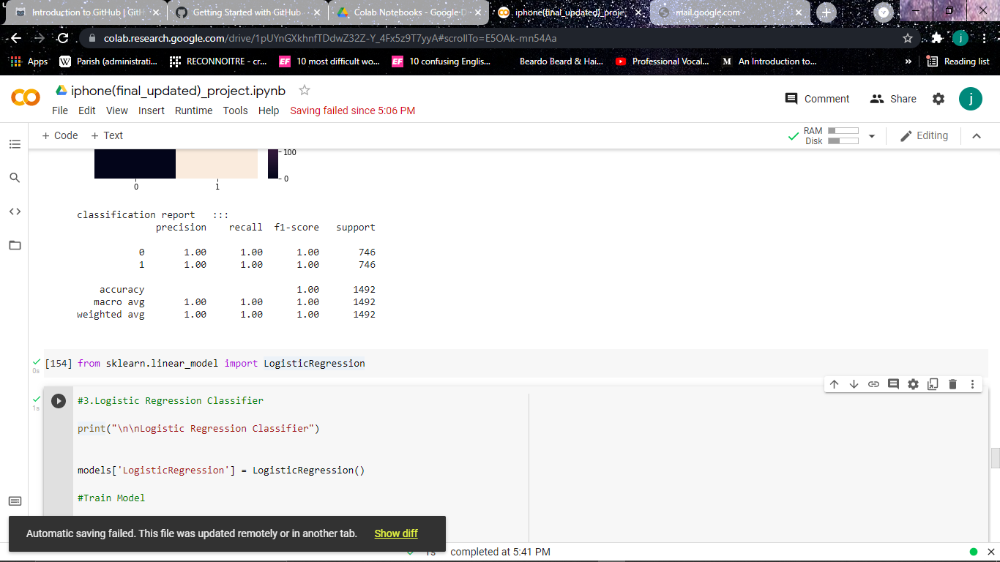 Introduction to GitHub | GitH
Getting Started with GitHub
Colab Notebooks - Google D
iphone(final_updated)_proje
mail.google.com
colab.research.google.com/drive/1pUYnGXkhnfTDdwZ32Z-Y_4Fx5z9T7yyA#scrollTo=E5OAk-mn54Aa
j
Apps
W Parish (administrati...
RECONNOITRE - cr...
EF 10 most difficult wo...
EF 10 confusing Englis...
Beardo Beard & Hai...
Professional Vocal...
M An Introduction to...
»
Reading list
iphone(final_updated)_project.ipynb
Comment
Share
j
File Edit View Insert Runtime Tools Help Saving failed since 5:06 PM
+ Code + Text
RAM
Disk
Editing
100
0
0 1
classification report :::
precision recall f1-score support
0 1.00 1.00 1.00 746
1 1.00 1.00 1.00 746
accuracy 1.00 1492
macro avg 1.00 1.00 1.00 1492
weighted avg 1.00 1.00 1.00 1492
0s
[154] from sklearn.linear_model import LogisticRegression
1s
#3.Logistic Regression Classifier
print("\n\nLogistic Regression Classifier")
models['LogisticRegression'] = LogisticRegression()
#Train Model
Automatic saving failed. This file was updated remotely or in another tab. Show diff
1s completed at 5:41 PM